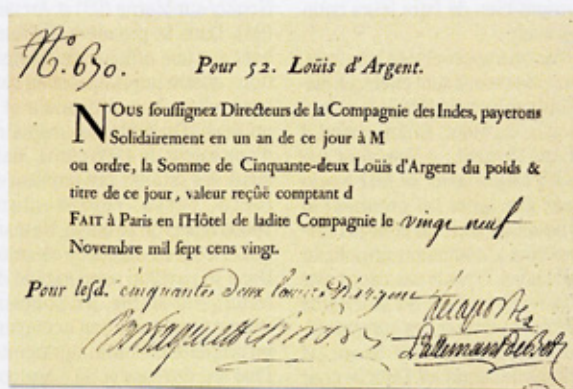 N.º 630.
Pour 52. Loüis d'Argent.
NOus soussignez Directeurs de la Compagnie des Indes, payerons
Solidairement en un an de ce jour à M
ou ordre, la Somme de Cinquante-deux Loüis d'Argent du poids &
titre de ce jour, valeur reçûë comptant d
FAIT à Paris en l'Hôtel de ladite Compagnie le vinge neuf
Novembre mil sept cens vingt.
Pour lesd. cinquantes deux louis d'argent